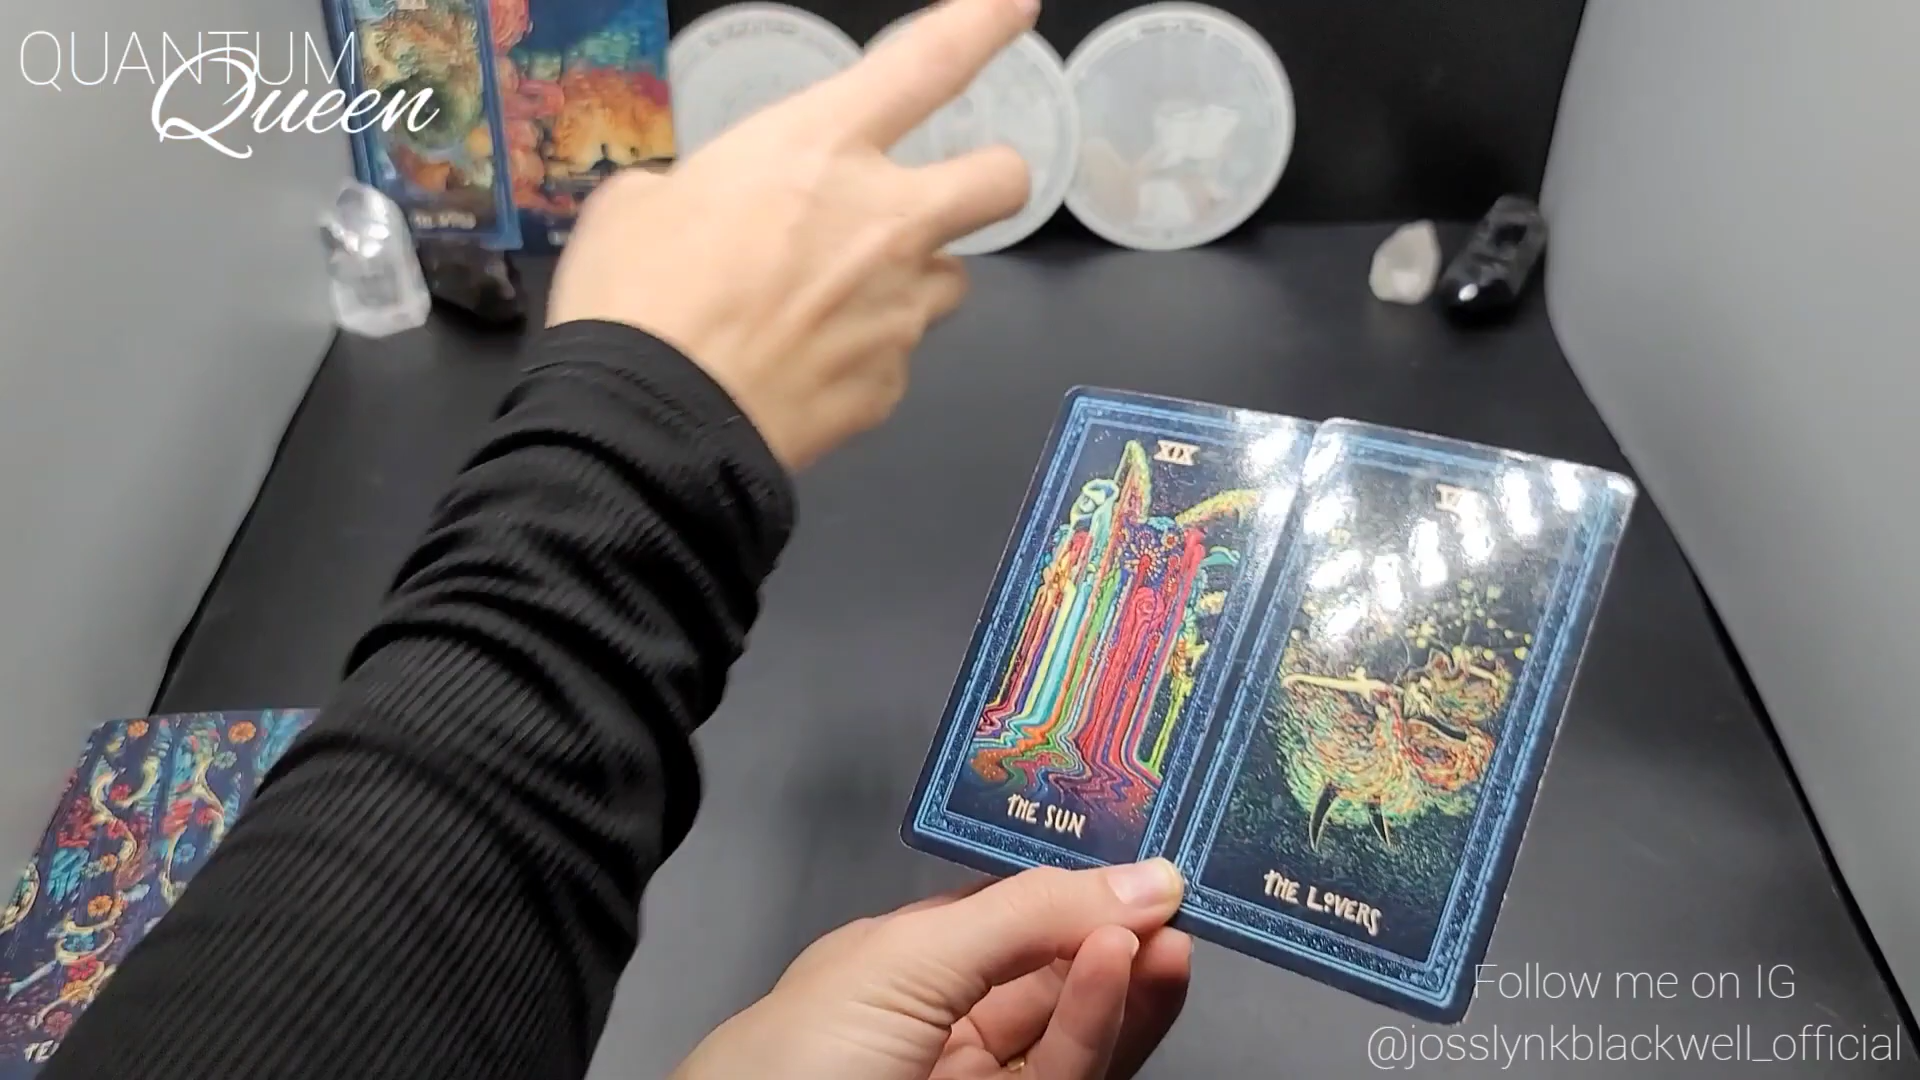 QUANTUM
Queen
XIX
THE SUN
THE LOVERS
Follow me on IG
@josslynkblackwell_official